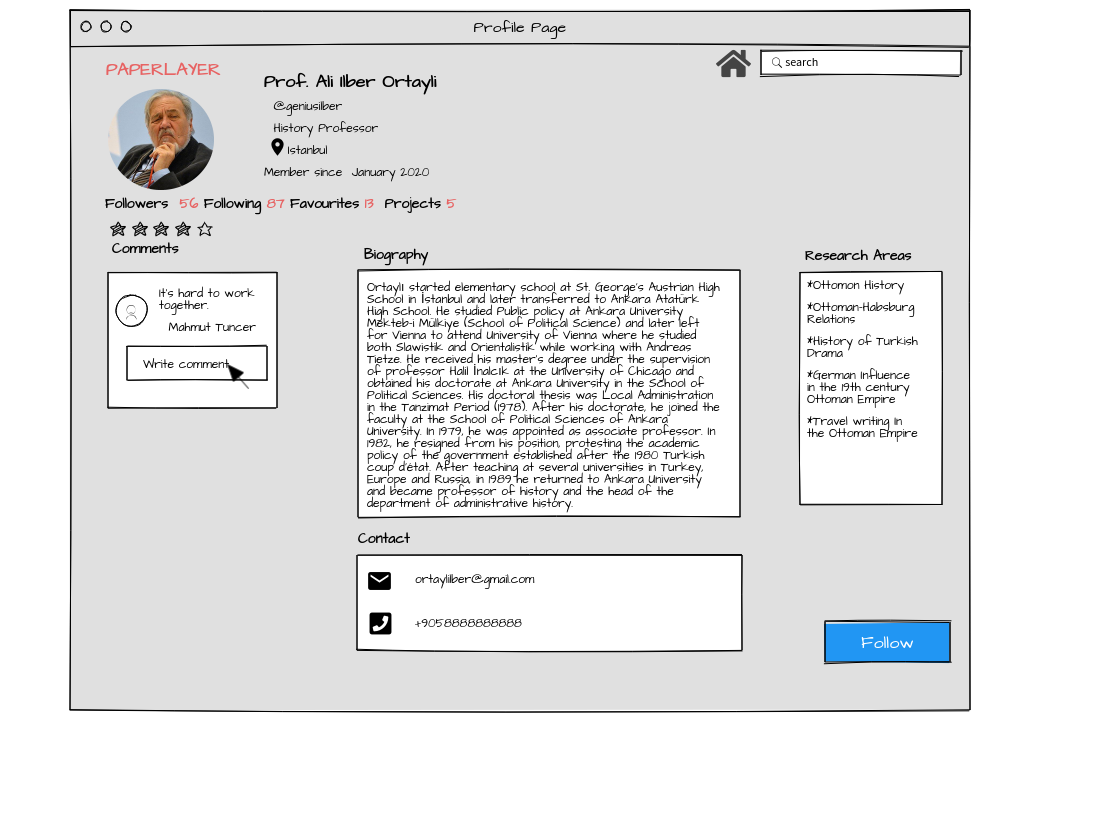 Profile Page
search
PAPERLAYER
Prof. Ali Ilber Ortayli
@geniusilber
History Professor
Istanbul
Member since January 2020
Followers 56 Following 87 Favourites 13 Projects 5
Comments
It's hard to work
together.
Mahmut Tuncer
Write comment
Biography
Ortaylı started elementary school at St. George's Austrian High
School in İstanbul and later transferred to Ankara Atatürk
High School. He studied Public policy at Ankara University
Mekteb-i Mülkiye (School of Political Science) and later left
for Vienna to attend University of Vienna where he studied
both Slawistik and Orientalistik while working with Andreas
Tietze. He received his master's degree under the supervision
of professor Halil İnalcık at the University of Chicago and
obtained his doctorate at Ankara University in the School of
Political Sciences. His doctoral thesis was Local Administration
in the Tanzimat Period (1978). After his doctorate, he joined the
faculty at the School of Political Sciences of Ankara
University. In 1979, he was appointed as associate professor. In
1982, he resigned from his position, protesting the academic
policy of the government established after the 1980 Turkish
coup d'état. After teaching at several universities in Turkey,
Europe and Russia, in 1989 he returned to Ankara University
and became professor of history and the head of the
department of administrative history.
Research Areas
*Ottomon History
*Ottoman-Habsburg
Relations
*History of Turkish
Drama
*German Influence
in the 19th century
Ottoman Empire
*Travel writing In
the Ottoman Empire
Contact
ortaylilber@gmail.com
+9058888888888
Follow